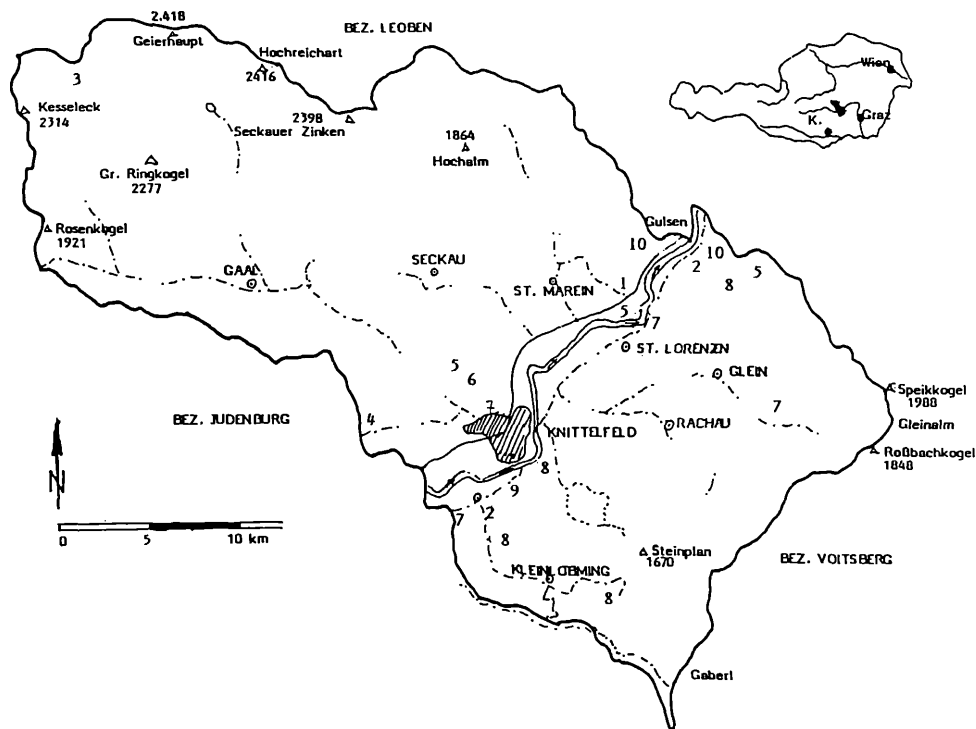 2.418
Geierhaupt
BEZ. LEOBEN
Hochreichart
2416
Wien
3
Kesseleck
2314
2398
Seckauer Zinken
K.
Graz
1864
Hochalm
Gr. Ringkogel
2277
Rosenkogel
1921
Gulsen
10
10
2
5
GAAL
SECKAU
ST. MAREIN
1
8
5
7
ST. LORENZEN
5
6
GLEIN
Speikkogel
1988
7
7
4
BEZ. JUDENBURG
KNITTELFELD
RACHAU
Gleinalm
Roßbachkogel
1848
N
8
9
2
7
0 5 10 km
8
Steinplan
1670
BEZ. VOITSBERG
KLEINLOBMING
8
Gaberl